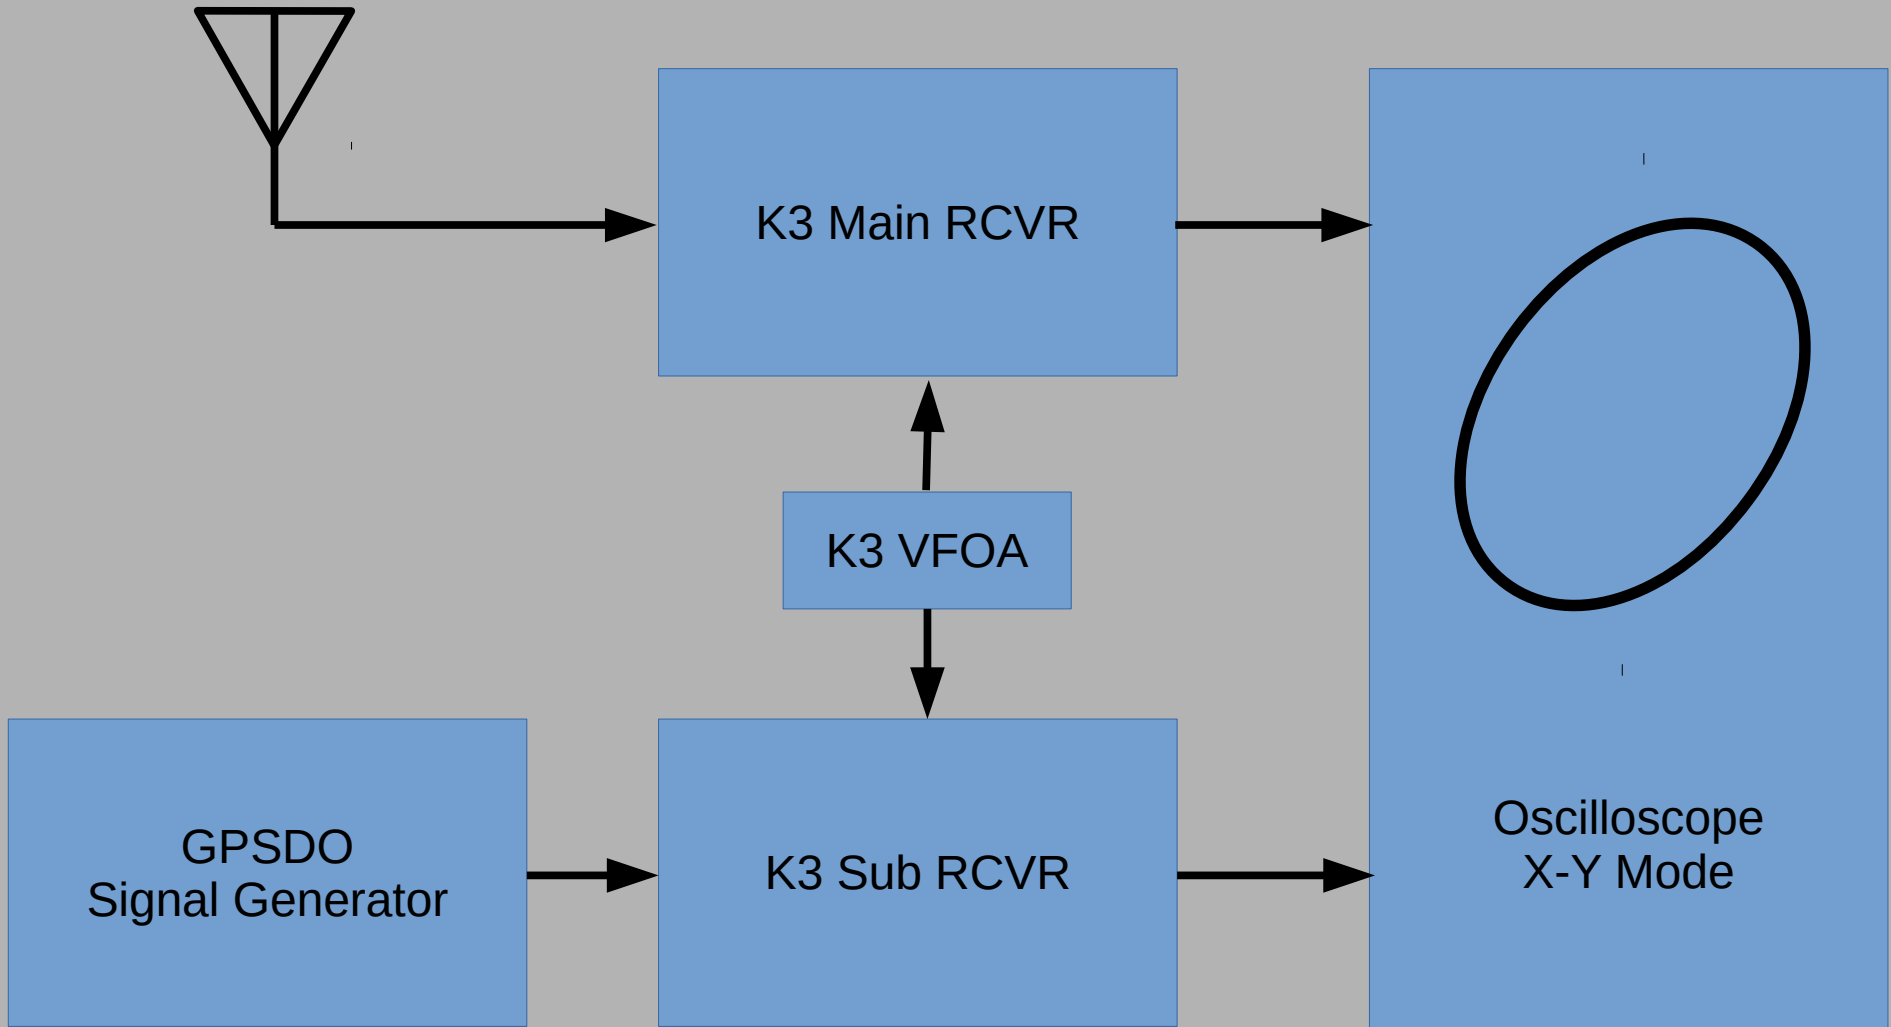 K3 Main RCVR
K3 VFOA
GPSDO
Signal Generator
K3 Sub RCVR
Oscilloscope
X-Y Mode